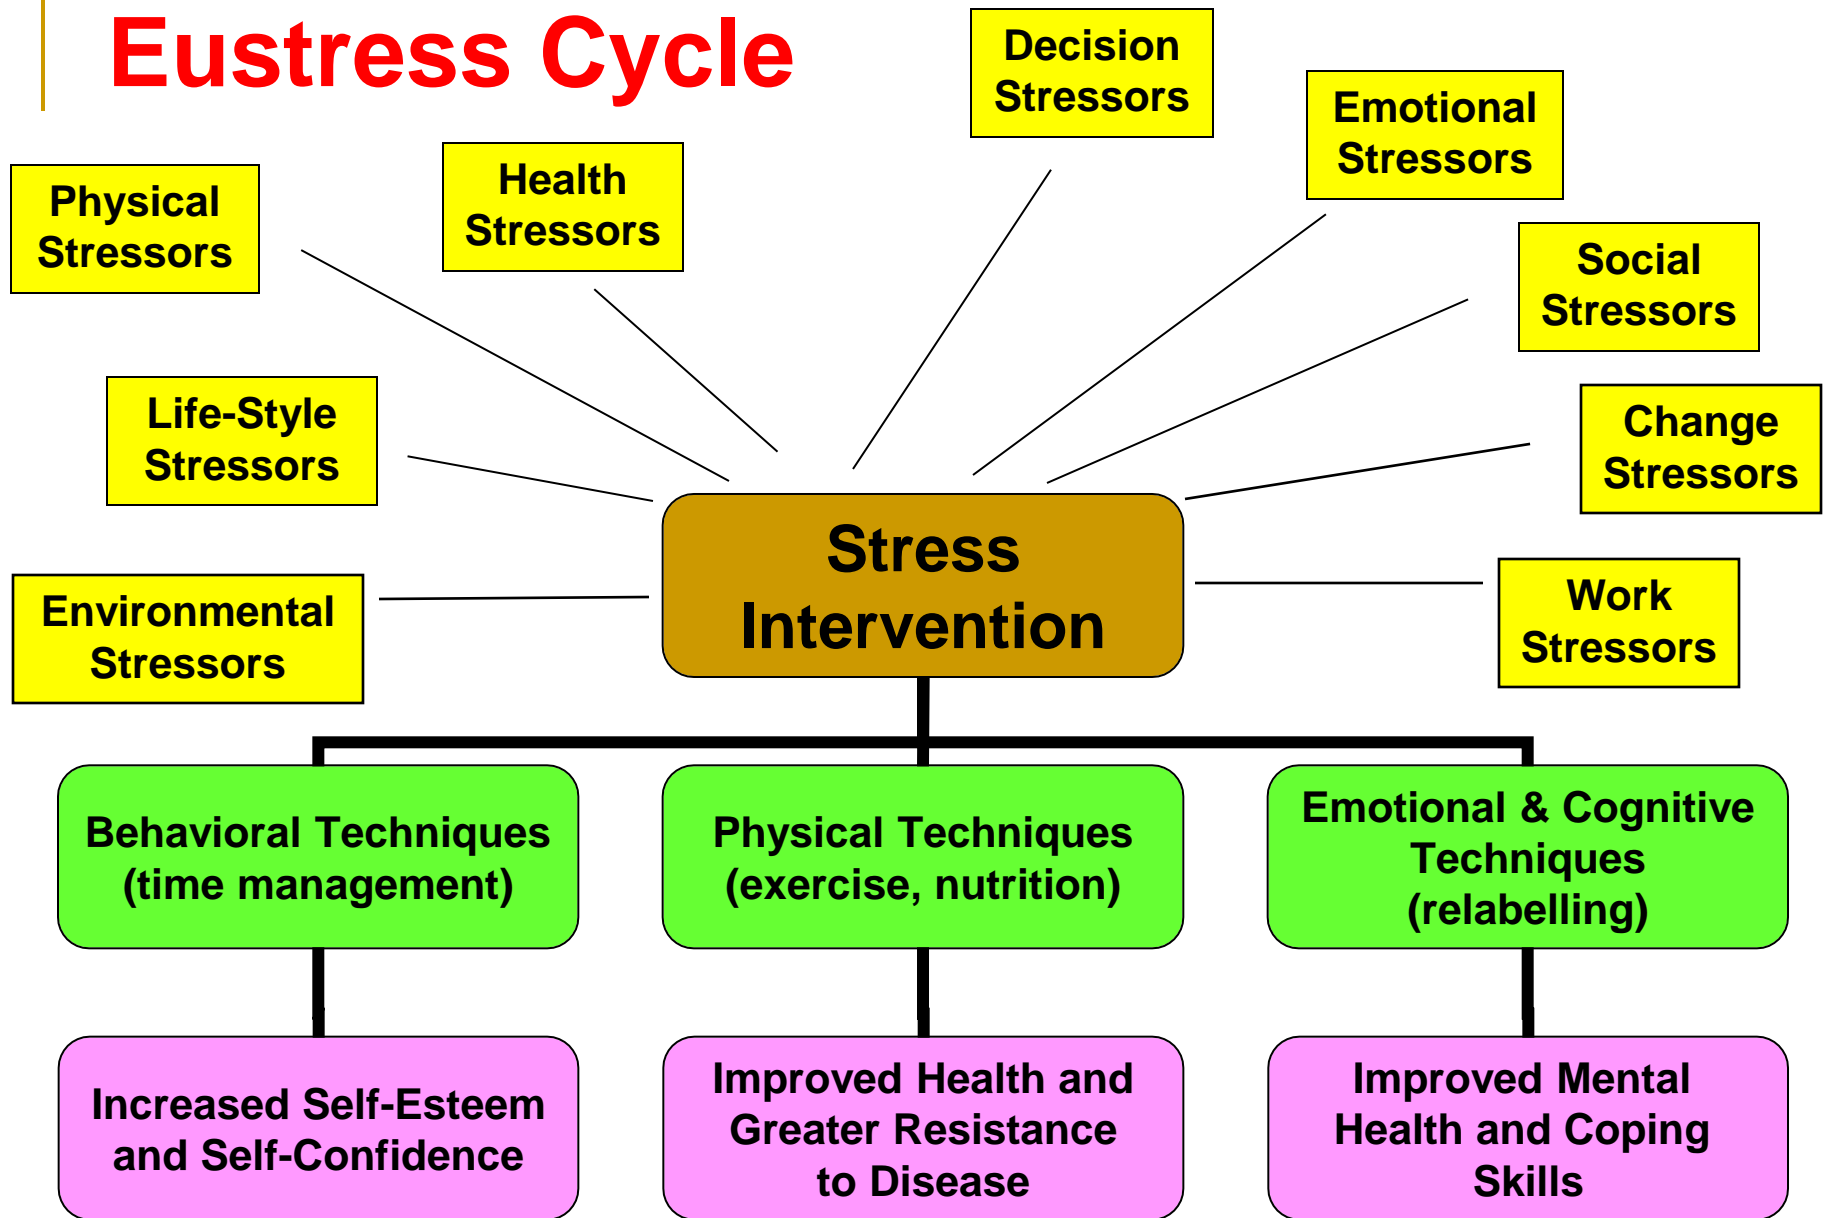 Eustress Cycle
Decision
Stressors
Emotional
Stressors
Physical
Stressors
Health
Stressors
Social
Stressors
Life-Style
Stressors
Change
Stressors
Stress
Intervention
Environmental
Stressors
Work
Stressors
Behavioral Techniques
(time management)
Physical Techniques
(exercise, nutrition)
Emotional & Cognitive
Techniques
(relabelling)
Increased Self-Esteem
and Self-Confidence
Improved Health and
Greater Resistance
to Disease
Improved Mental
Health and Coping
Skills